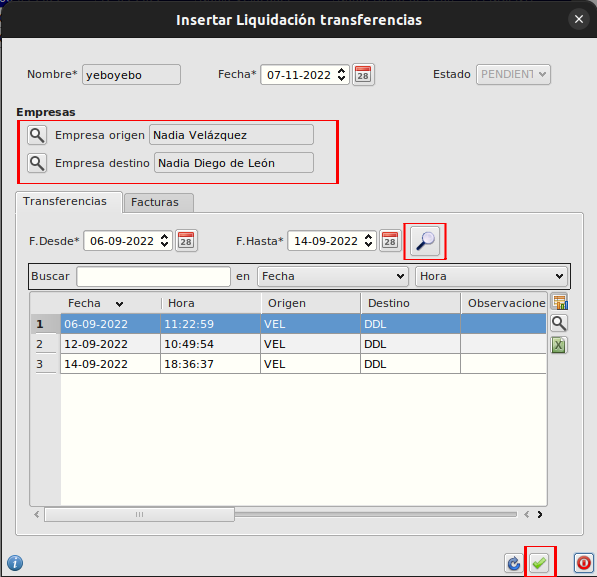 Insertar Liquidación transferencias
Nombre* yeboyebo Fecha* 07-11-2022 28 Estado PENDIENT
Empresas
Empresa origen Nadia Velázquez
Empresa destino Nadia Diego de León
Transferencias Facturas
F.Desde* 06-09-2022 28 F.Hasta* 14-09-2022 28
Buscar en Fecha Hora
Fecha Hora Origen Destino Observacione
1 06-09-2022 11:22:59 VEL DDL
2 12-09-2022 10:49:54 VEL DDL
3 14-09-2022 18:36:37 VEL DDL